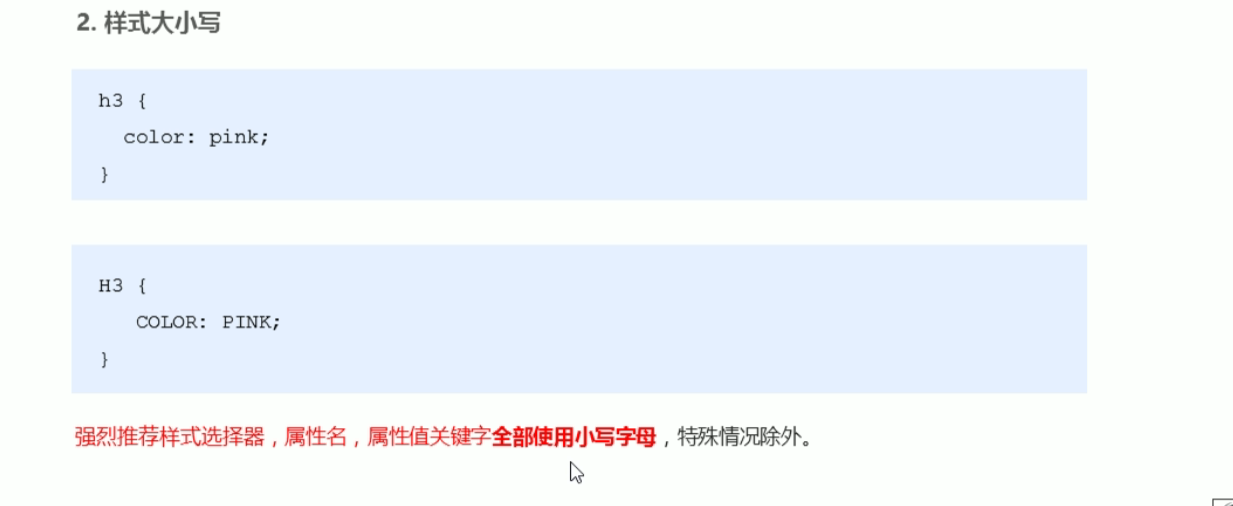 2. 样式大小写
h3 {
color: pink;
}
H3 {
COLOR: PINK;
}
强烈推荐样式选择器，属性名，属性值关键字全部使用小写字母，特殊情况除外。